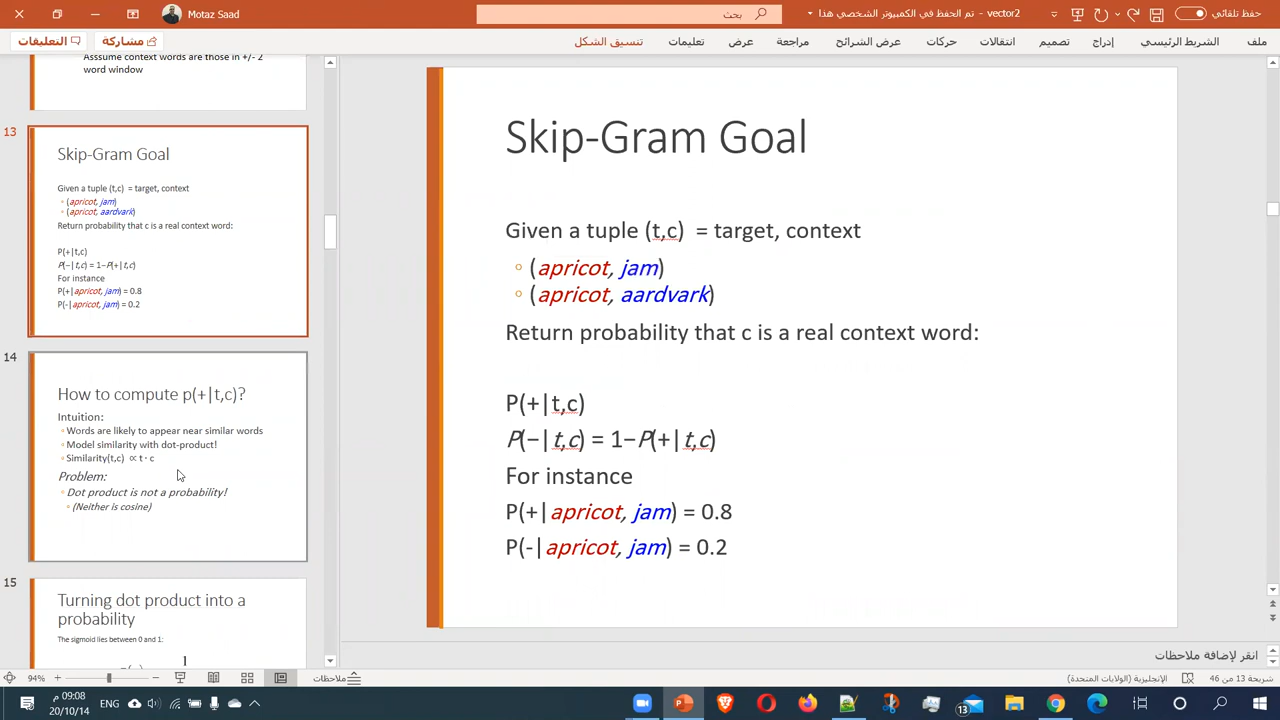 Motaz Saad
بحث
vector2 - تم الحفظ في الكمبيوتر الشخصي هذا
حفظ تلقائي
ملف
الشريط الرئيسي
إدراج
تصميم
انتقالات
حركات
عرض الشرائح
مراجعة
عرض
تعليمات
تنسيق الشكل
مشاركة
التعليقات
Asssume context words are those in +/- 2
word window
13
Skip-Gram Goal
Given a tuple (t,c) = target, context
(apricot, jam)
(apricot, aardvark)
Return probability that c is a real context word:
P(+|t,c)
P(−|t,c) = 1−P(+|t,c)
For instance
P(+|apricot, jam) = 0.8
P(-|apricot, jam) = 0.2
14
How to compute p(+|t,c)?
Intuition:
Words are likely to appear near similar words
Model similarity with dot-product!
Similarity(t,c) ∝ t · c
Problem:
Dot product is not a probability!
(Neither is cosine)
15
Turning dot product into a
probability
The sigmoid lies between 0 and 1:
1
Skip-Gram Goal
Given a tuple (t,c) = target, context
(apricot, jam)
(apricot, aardvark)
Return probability that c is a real context word:
P(+|t,c)
P(−|t,c) = 1−P(+|t,c)
For instance
P(+|apricot, jam) = 0.8
P(-|apricot, jam) = 0.2
انقر لإضافة ملاحظات
شريحة 13 من 46
الإنجليزية (الولايات المتحدة)
ملاحظات
94%
09:08
20/10/14
ENG
13